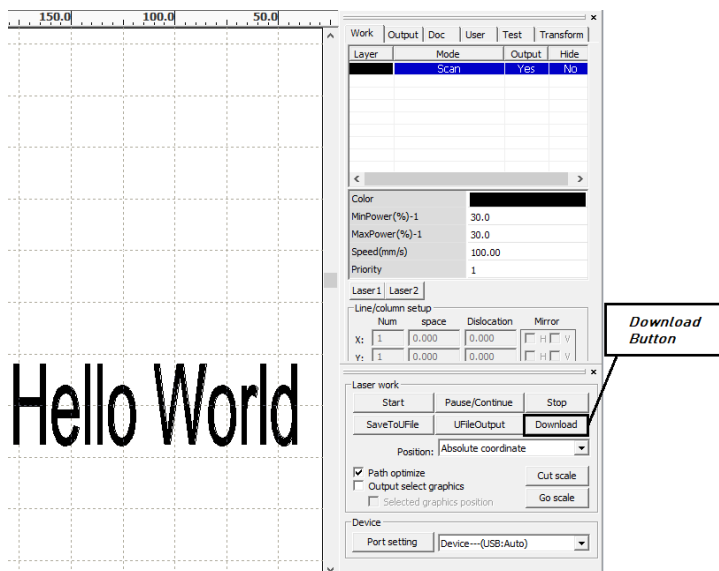 150.0 100.0 50.0
Work Output Doc User Test Transform
Layer Mode Output Hide
Scan Yes No
Color
MinPower(%)-1 30.0
MaxPower(%)-1 30.0
Speed(mm/s) 100.00
Priority 1
Laser1 Laser2
Line/column setup
Num space Dislocation Mirror
X: 1 0.000 0.000 H V
Y: 1 0.000 0.000 H V
Hello World
Laser work
Start Pause/Continue Stop
SaveToUFile UFileOutput Download
Position: Absolute coordinate
Path optimize
Output select graphics
Selected graphics position
Cut scale
Go scale
Device
Port setting Device---(USB:Auto)
Download
Button